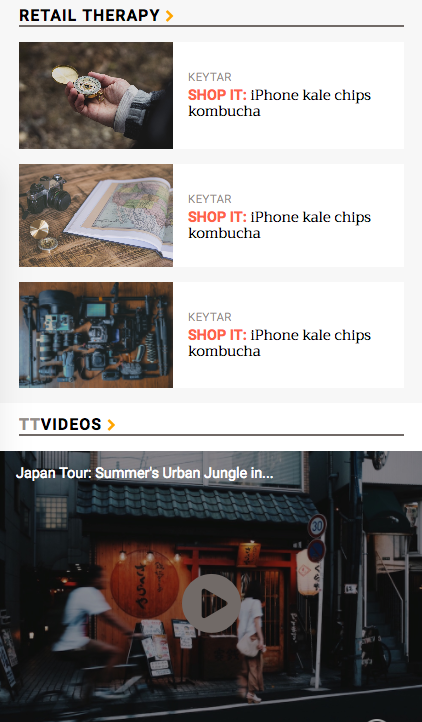 RETAIL THERAPY
KEYTAR
SHOP IT: iPhone kale chips
kombucha
KEYTAR
SHOP IT: iPhone kale chips
kombucha
KEYTAR
SHOP IT: iPhone kale chips
kombucha
TTVIDEOS
Japan Tour: Summer's Urban Jungle in...
30